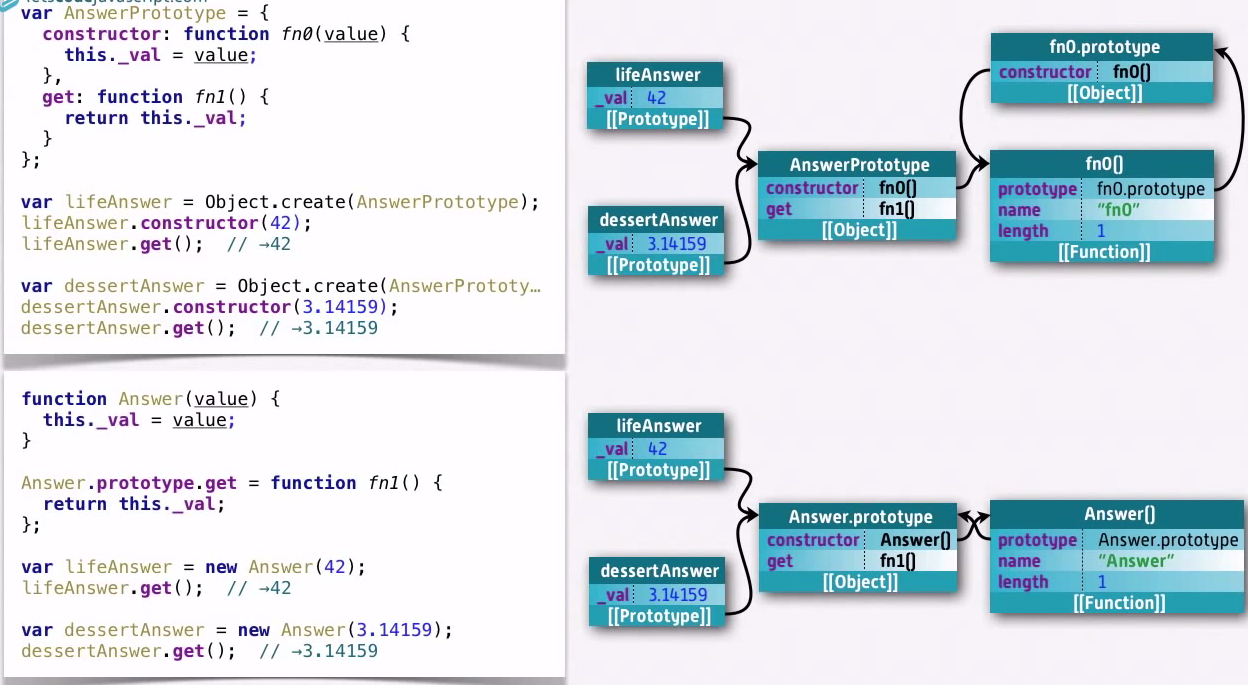 letscodejavascript.com
var AnswerPrototype = {
constructor: function fn0(value) {
this._val = value;
},
get: function fn1() {
return this._val;
}
};
var lifeAnswer = Object.create(AnswerPrototype);
lifeAnswer.constructor(42);
lifeAnswer.get();  // →42
var dessertAnswer = Object.create(AnswerPrototy…
dessertAnswer.constructor(3.14159);
dessertAnswer.get();  // →3.14159
lifeAnswer
_val 42
[[Prototype]]
dessertAnswer
_val 3.14159
[[Prototype]]
AnswerPrototype
constructor fn0()
get fn1()
[[Object]]
fn0.prototype
constructor fn0()
[[Object]]
fn0()
prototype fn0.prototype
name "fn0"
length 1
[[Function]]
function Answer(value) {
this._val = value;
}
Answer.prototype.get = function fn1() {
return this._val;
};
var lifeAnswer = new Answer(42);
lifeAnswer.get();  // →42
var dessertAnswer = new Answer(3.14159);
dessertAnswer.get();  // →3.14159
lifeAnswer
_val 42
[[Prototype]]
dessertAnswer
_val 3.14159
[[Prototype]]
Answer.prototype
constructor Answer()
get fn1()
[[Object]]
Answer()
prototype Answer.prototype
name "Answer"
length 1
[[Function]]